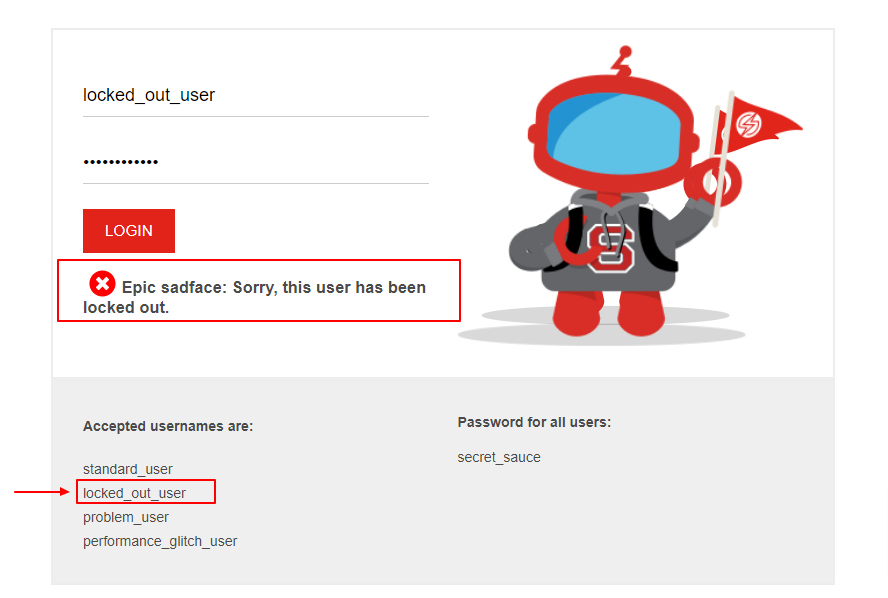 locked_out_user
••••••••••••
LOGIN
Epic sadface: Sorry, this user has been
locked out.
S
Accepted usernames are:
standard_user
locked_out_user
problem_user
performance_glitch_user
Password for all users:
secret_sauce